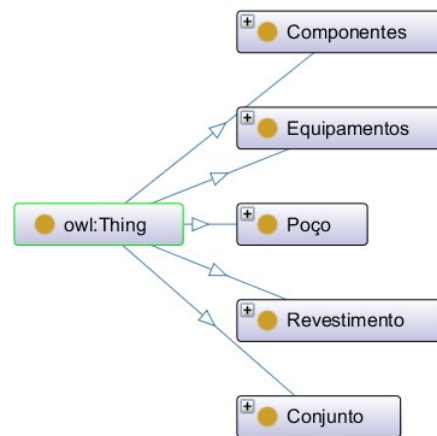 Componentes
Equipamentos
owl:Thing
Poço
Revestimento
Conjunto